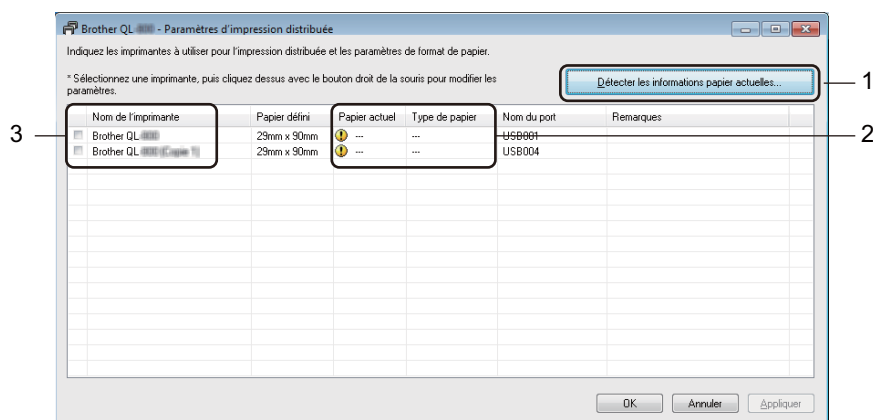 Brother QL - Paramètres d'impression distribuée
Indiquez les imprimantes à utiliser pour l'impression distribuée et les paramètres de format de papier.
* Sélectionnez une imprimante, puis cliquez dessus avec le bouton droit de la souris pour modifier les
paramètres.
Détecter les informations papier actuelles...
1
Nom de l'imprimante Papier défini Papier actuel Type de papier Nom du port Remarques
3
Brother QL 29mm x 90mm --- --- USB001
2
Brother QL 29mm x 90mm --- --- USB004
OK Annuler Appliquer